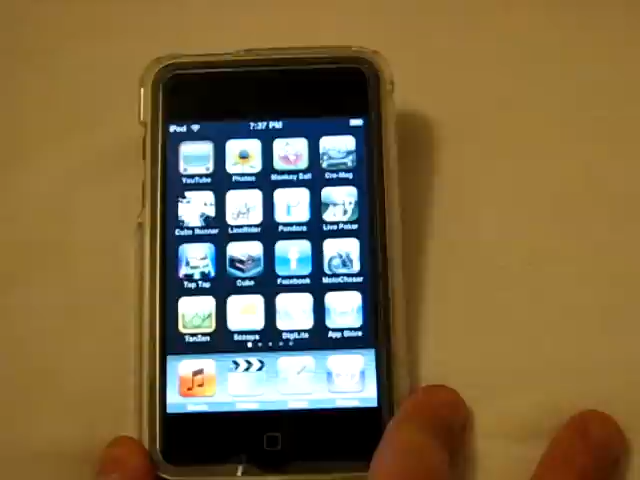 iPod 7:37 PM
YouTube Photos Monkey Ball Cro-Mag
Cube Runner LineRider Pandora Live Poker
Tap Tap Cube Facebook MotoChaser
TanZen DigiLite App Store
Music